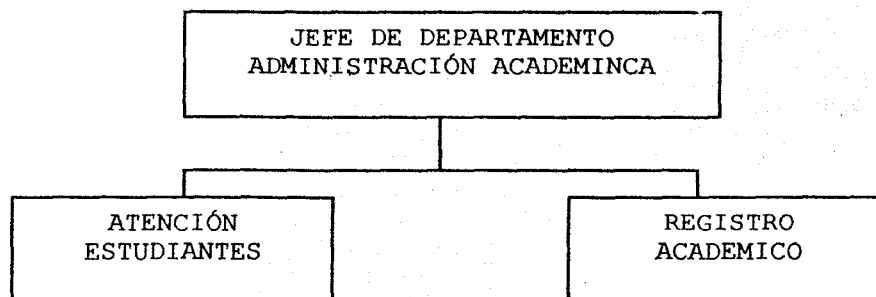 JEFE DE DEPARTAMENTO
ADMINISTRACIÓN ACADEMINCA
ATENCIÓN
ESTUDIANTES
REGISTRO
ACADEMICO